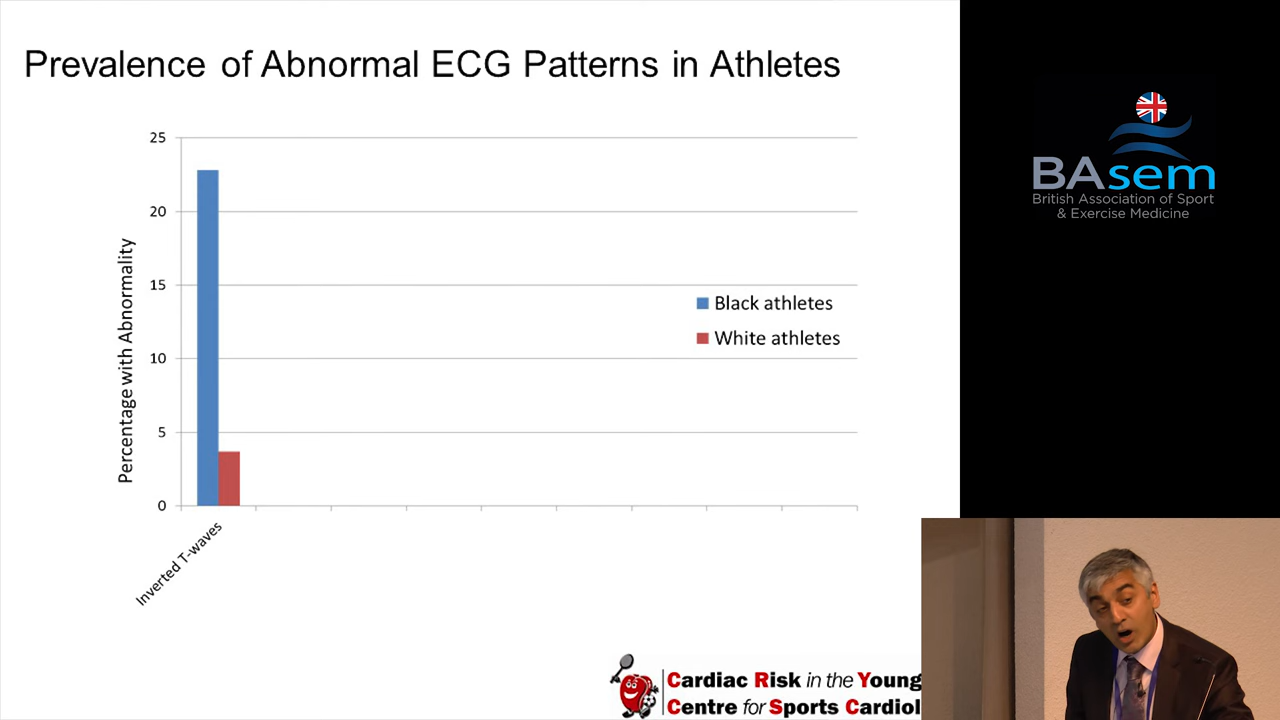 Prevalence of Abnormal ECG Patterns in Athletes
25
20
15
10
5
0
Percentage with Abnormality
Black athletes
White athletes
Inverted T-waves
Cardiac Risk in the Young
Centre for Sports Cardiol
BAsem
British Association of Sport
& Exercise Medicine